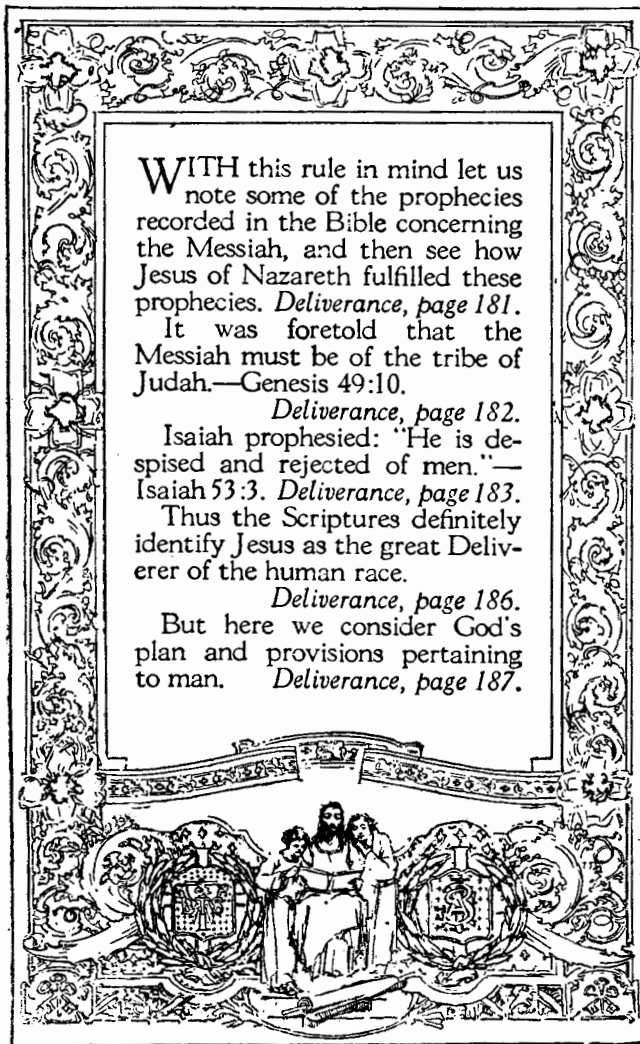 WITH this rule in mind let us
note some of the prophecies
recorded in the Bible concerning
the Messiah, and then see how
Jesus of Nazareth fulfilled these
prophecies. Deliverance, page 181.
It was foretold that the
Messiah must be of the tribe of
Judah.—Genesis 49:10.
Deliverance, page 182.
Isaiah prophesied: "He is de-
spised and rejected of men."—
Isaiah 53:3. Deliverance, page 183.
Thus the Scriptures definitely
identify Jesus as the great Deliv-
erer of the human race.
Deliverance, page 186.
But here we consider God's
plan and provisions pertaining
to man. Deliverance, page 187.